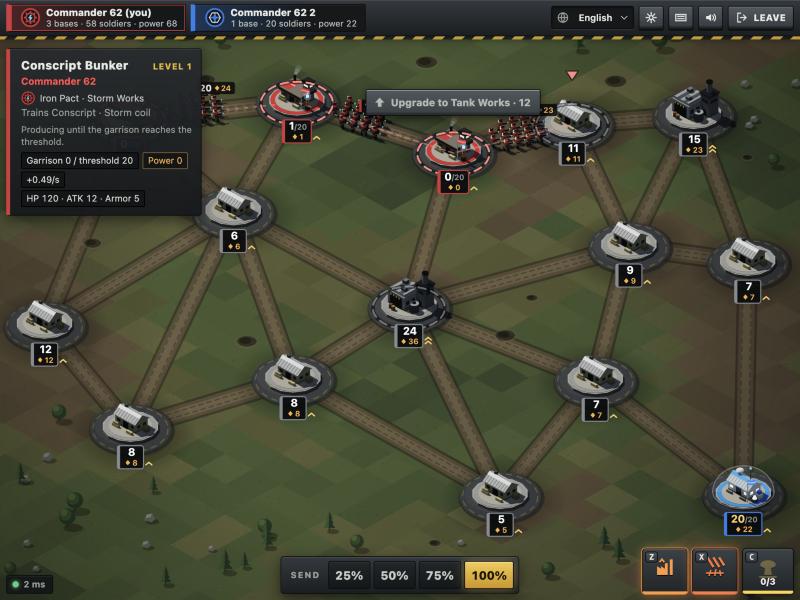 Commander 62 (you)
3 bases · 58 soldiers · power 68
Commander 62 2
1 base · 20 soldiers · power 22
English
LEAVE
Conscript Bunker
LEVEL 1
Commander 62
Iron Pact · Storm Works
Trains Conscript · Storm coil
Producing until the garrison reaches the
threshold.
Garrison 0 / threshold 20
Power 0
+0.49/s
HP 120 · ATK 12 · Armor 5
20 ♦ 24
Upgrade to Tank Works · 12
23
1/20
♦ 1
11
♦ 11
15
♦ 23
0/20
♦ 0
6
♦ 6
9
♦ 9
7
♦ 7
12
♦ 12
24
♦ 36
8
♦ 8
7
♦ 7
8
♦ 8
5
♦ 5
20/20
♦ 22
SEND
25%
50%
75%
100%
Z
X
C
0/3
2 ms